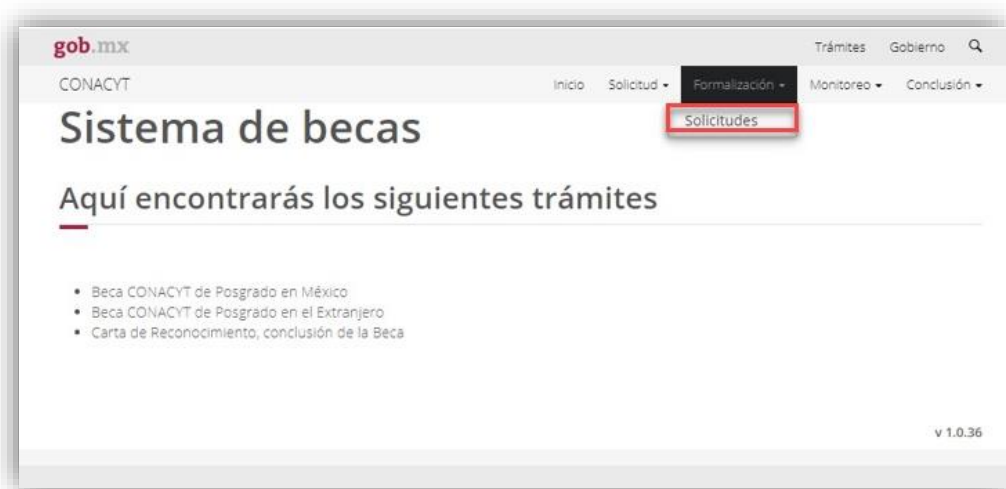 gob.mx Trámites Gobierno
CONACYT Inicio Solicitud Formalización Monitoreo Conclusión
Solicitudes
Sistema de becas
Aquí encontrarás los siguientes trámites
Beca CONACYT de Posgrado en México
Beca CONACYT de Posgrado en el Extranjero
Carta de Reconocimiento, conclusión de la Beca
v 1.0.36